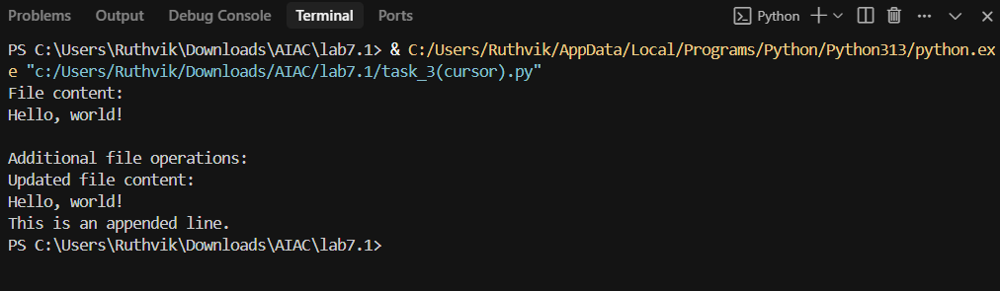 Problems Output Debug Console Terminal Ports Python
PS C:\Users\Ruthvik\Downloads\AIAC\lab7.1> & C:/Users/Ruthvik/AppData/Local/Programs/Python/Python313/python.ex
e "c:/Users/Ruthvik/Downloads/AIAC/lab7.1/task_3(cursor).py"
File content:
Hello, world!
Additional file operations:
Updated file content:
Hello, world!
This is an appended line.
PS C:\Users\Ruthvik\Downloads\AIAC\lab7.1>